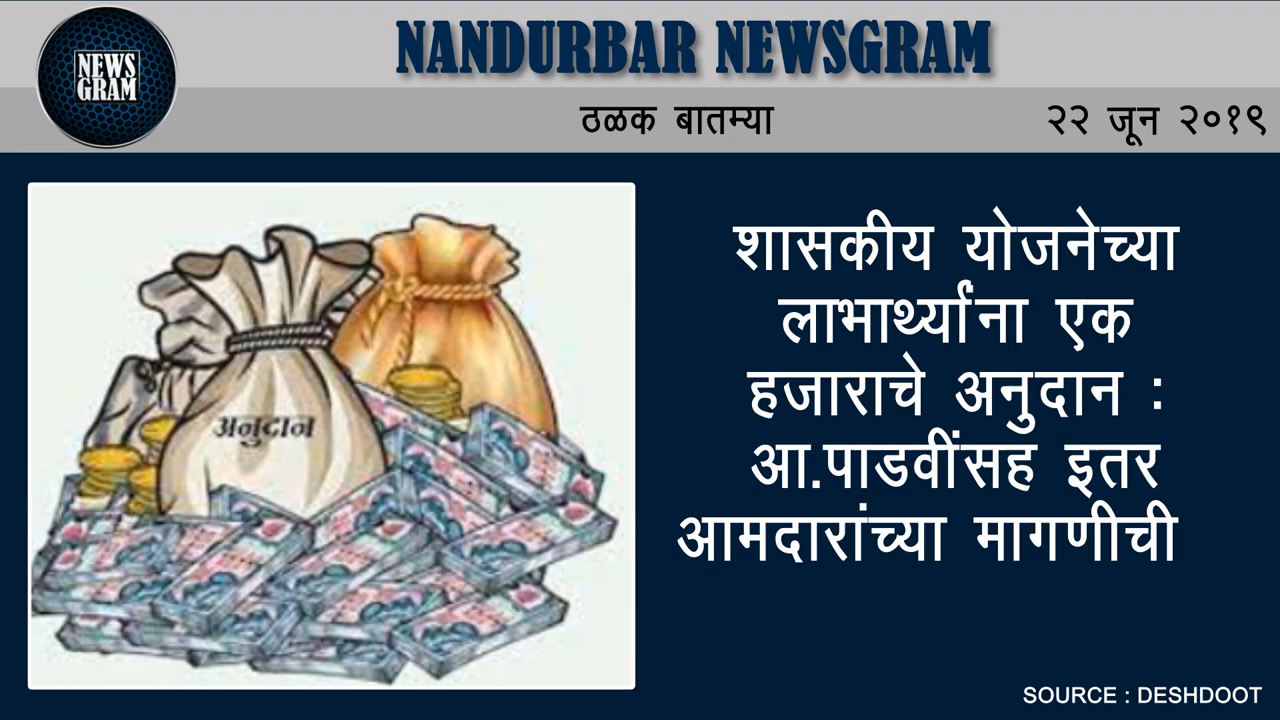 NEWS
GRAM
NANDURBAR NEWSGRAM
ठळक बातम्या
२२ जून २०१९
अनुदान
शासकीय योजनेच्या
लाभार्थ्यांना एक
हजाराचे अनुदान :
आ.पाडवींसह इतर
आमदारांच्या मागणीची
SOURCE : DESHDOOT